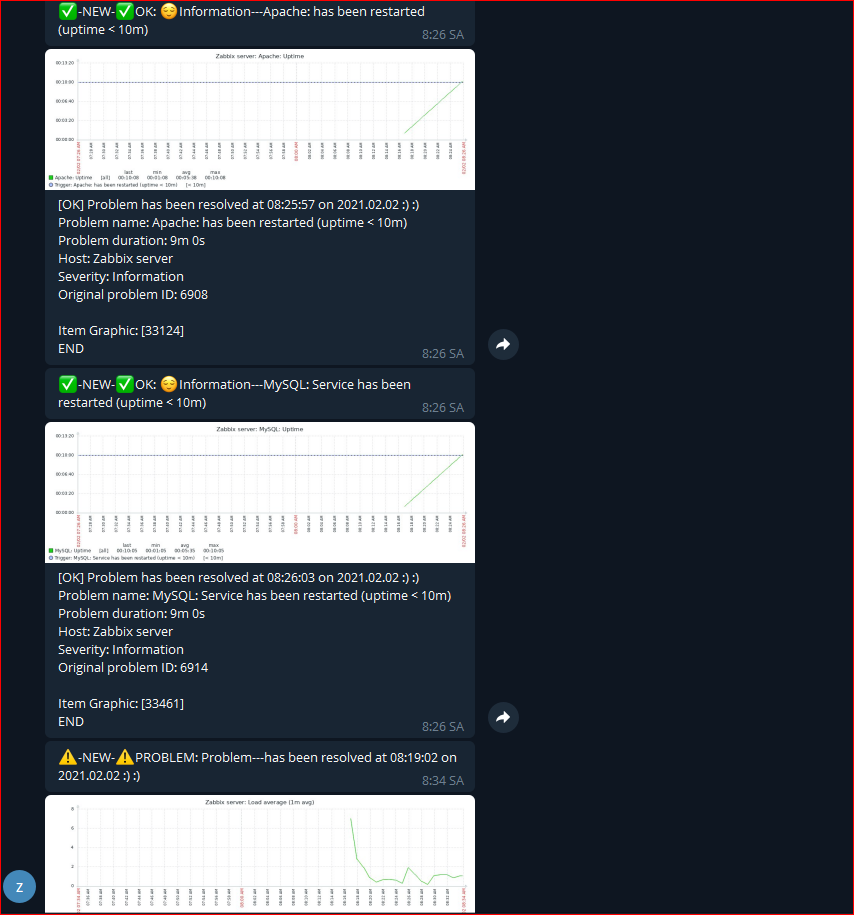 ✅-NEW-✅OK: 😌Information---Apache: has been restarted
(uptime < 10m)
8:26 SA
Zabbix server: Apache: Uptime
00:13:20
00:10:00
00:06:40
00:03:20
00:00:00
last min avg max
Apache: Uptime [all] 00:10:08 00:01:08 00:05:38 00:10:08
Trigger: Apache: has been restarted (uptime < 10m) [< 10m]
[OK] Problem has been resolved at 08:25:57 on 2021.02.02 :) :)
Problem name: Apache: has been restarted (uptime < 10m)
Problem duration: 9m 0s
Host: Zabbix server
Severity: Information
Original problem ID: 6908
Item Graphic: [33124]
END
8:26 SA
✅-NEW-✅OK: 😌Information---MySQL: Service has been
restarted (uptime < 10m)
8:26 SA
Zabbix server: MySQL: Uptime
00:13:20
00:10:00
00:06:40
00:03:20
00:00:00
last min avg max
MySQL: Uptime [all] 00:10:05 00:01:05 00:05:35 00:10:05
Trigger: MySQL: Service has been restarted (uptime < 10m) [< 10m]
[OK] Problem has been resolved at 08:26:03 on 2021.02.02 :) :)
Problem name: MySQL: Service has been restarted (uptime < 10m)
Problem duration: 9m 0s
Host: Zabbix server
Severity: Information
Original problem ID: 6914
Item Graphic: [33461]
END
8:26 SA
⚠️-NEW-⚠️PROBLEM: Problem---has been resolved at 08:19:02 on
2021.02.02 :) :)
8:34 SA
Zabbix server: Load average (1m avg)
8
6
4
2
0
Z